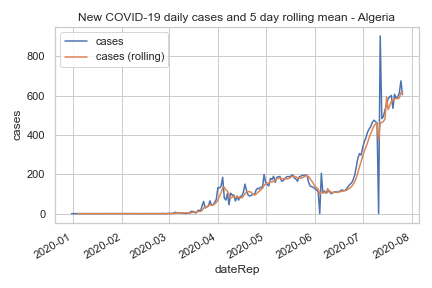 New COVID-19 daily cases and 5 day rolling mean - Algeria
cases
cases (rolling)
cases
800
600
400
200
0
2020-01
2020-02
2020-03
2020-04
2020-05
2020-06
2020-07
2020-08
dateRep